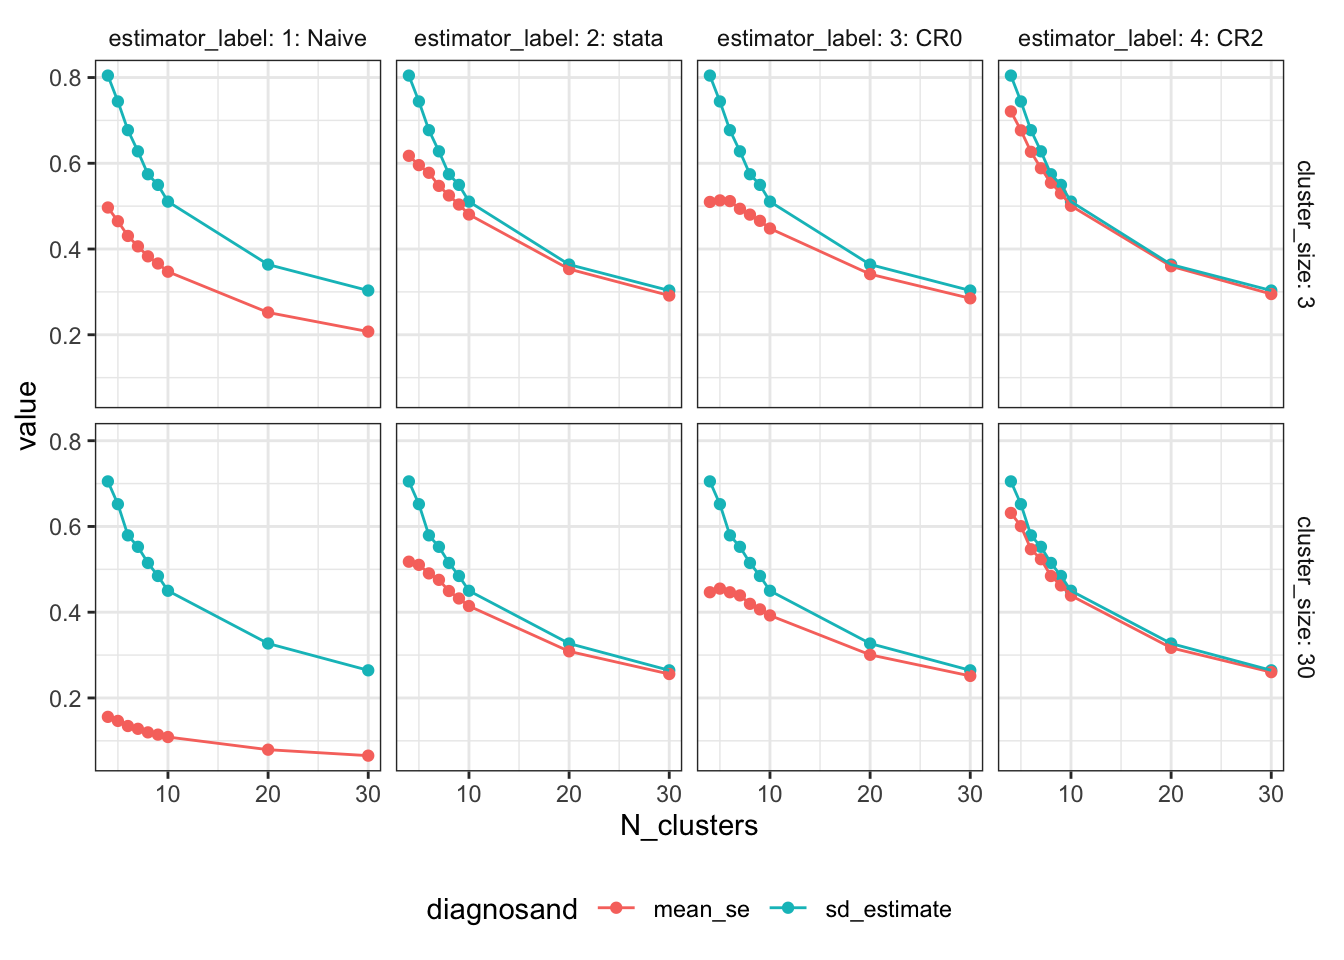 estimator_label: 1: Naive
estimator_label: 2: stata
estimator_label: 3: CR0
estimator_label: 4: CR2
0.8
0.6
0.4
0.2
cluster_size: 3
value
0.8
0.6
0.4
0.2
cluster_size: 30
10 20 30
10 20 30
10 20 30
10 20 30
N_clusters
diagnosand mean_se sd_estimate